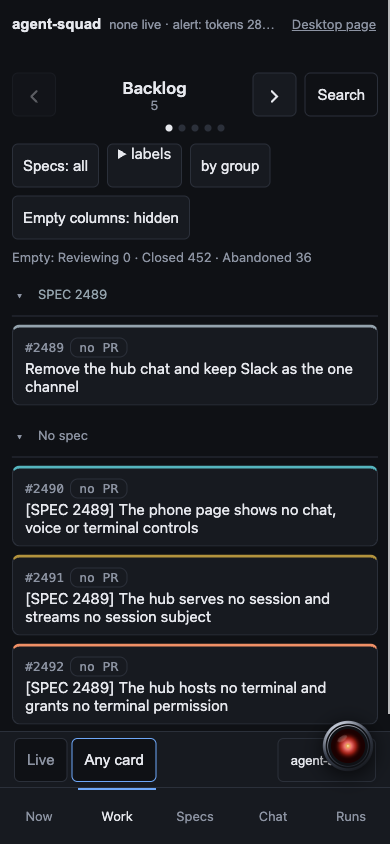 agent-squad none live · alert: tokens 28… Desktop page
Backlog
5
Search
Specs: all
▶ labels
by group
Empty columns: hidden
Empty: Reviewing 0 · Closed 452 · Abandoned 36
▾ SPEC 2489
#2489 no PR
Remove the hub chat and keep Slack as the one
channel
▾ No spec
#2490 no PR
[SPEC 2489] The phone page shows no chat,
voice or terminal controls
#2491 no PR
[SPEC 2489] The hub serves no session and
streams no session subject
#2492 no PR
[SPEC 2489] The hub hosts no terminal and
grants no terminal permission
Live
Any card
agent-
Now Work Specs Chat Runs